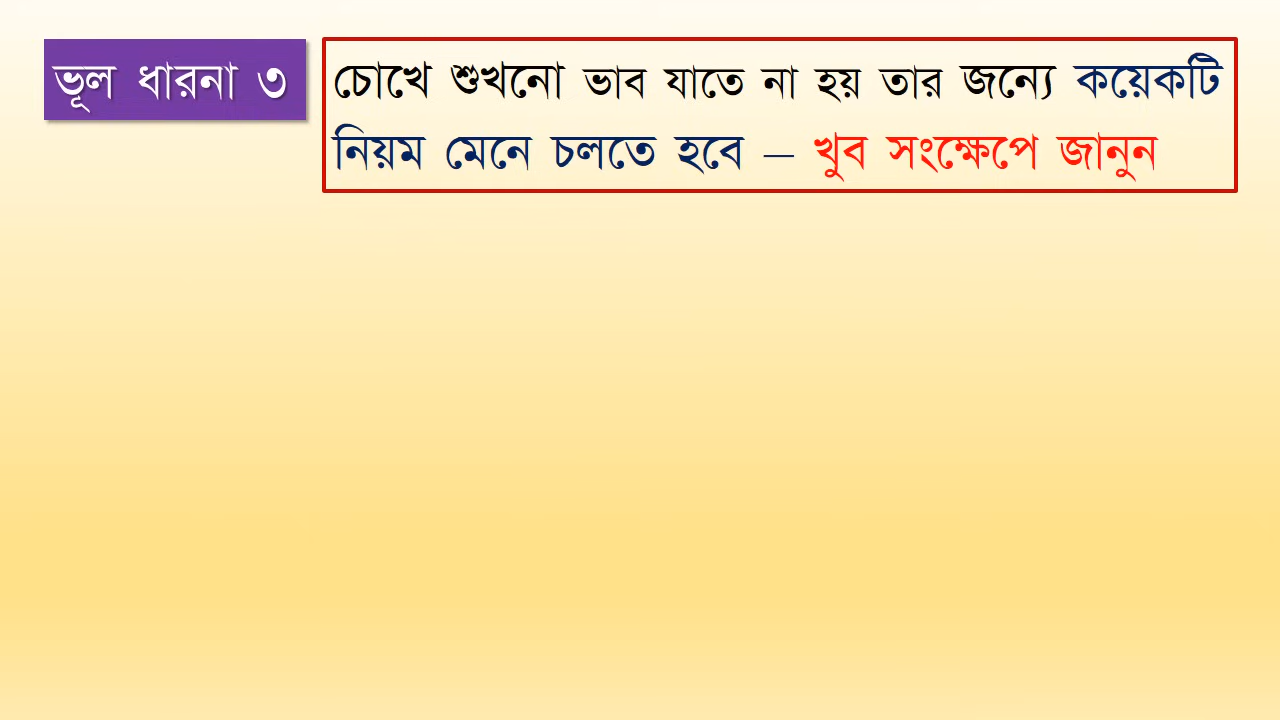 ভূল ধারনা ৩
চোখে শুখনো ভাব যাতে না হয় তার জন্যে কয়েকটি
নিয়ম মেনে চলতে হবে – খুব সংক্ষেপে জানুন